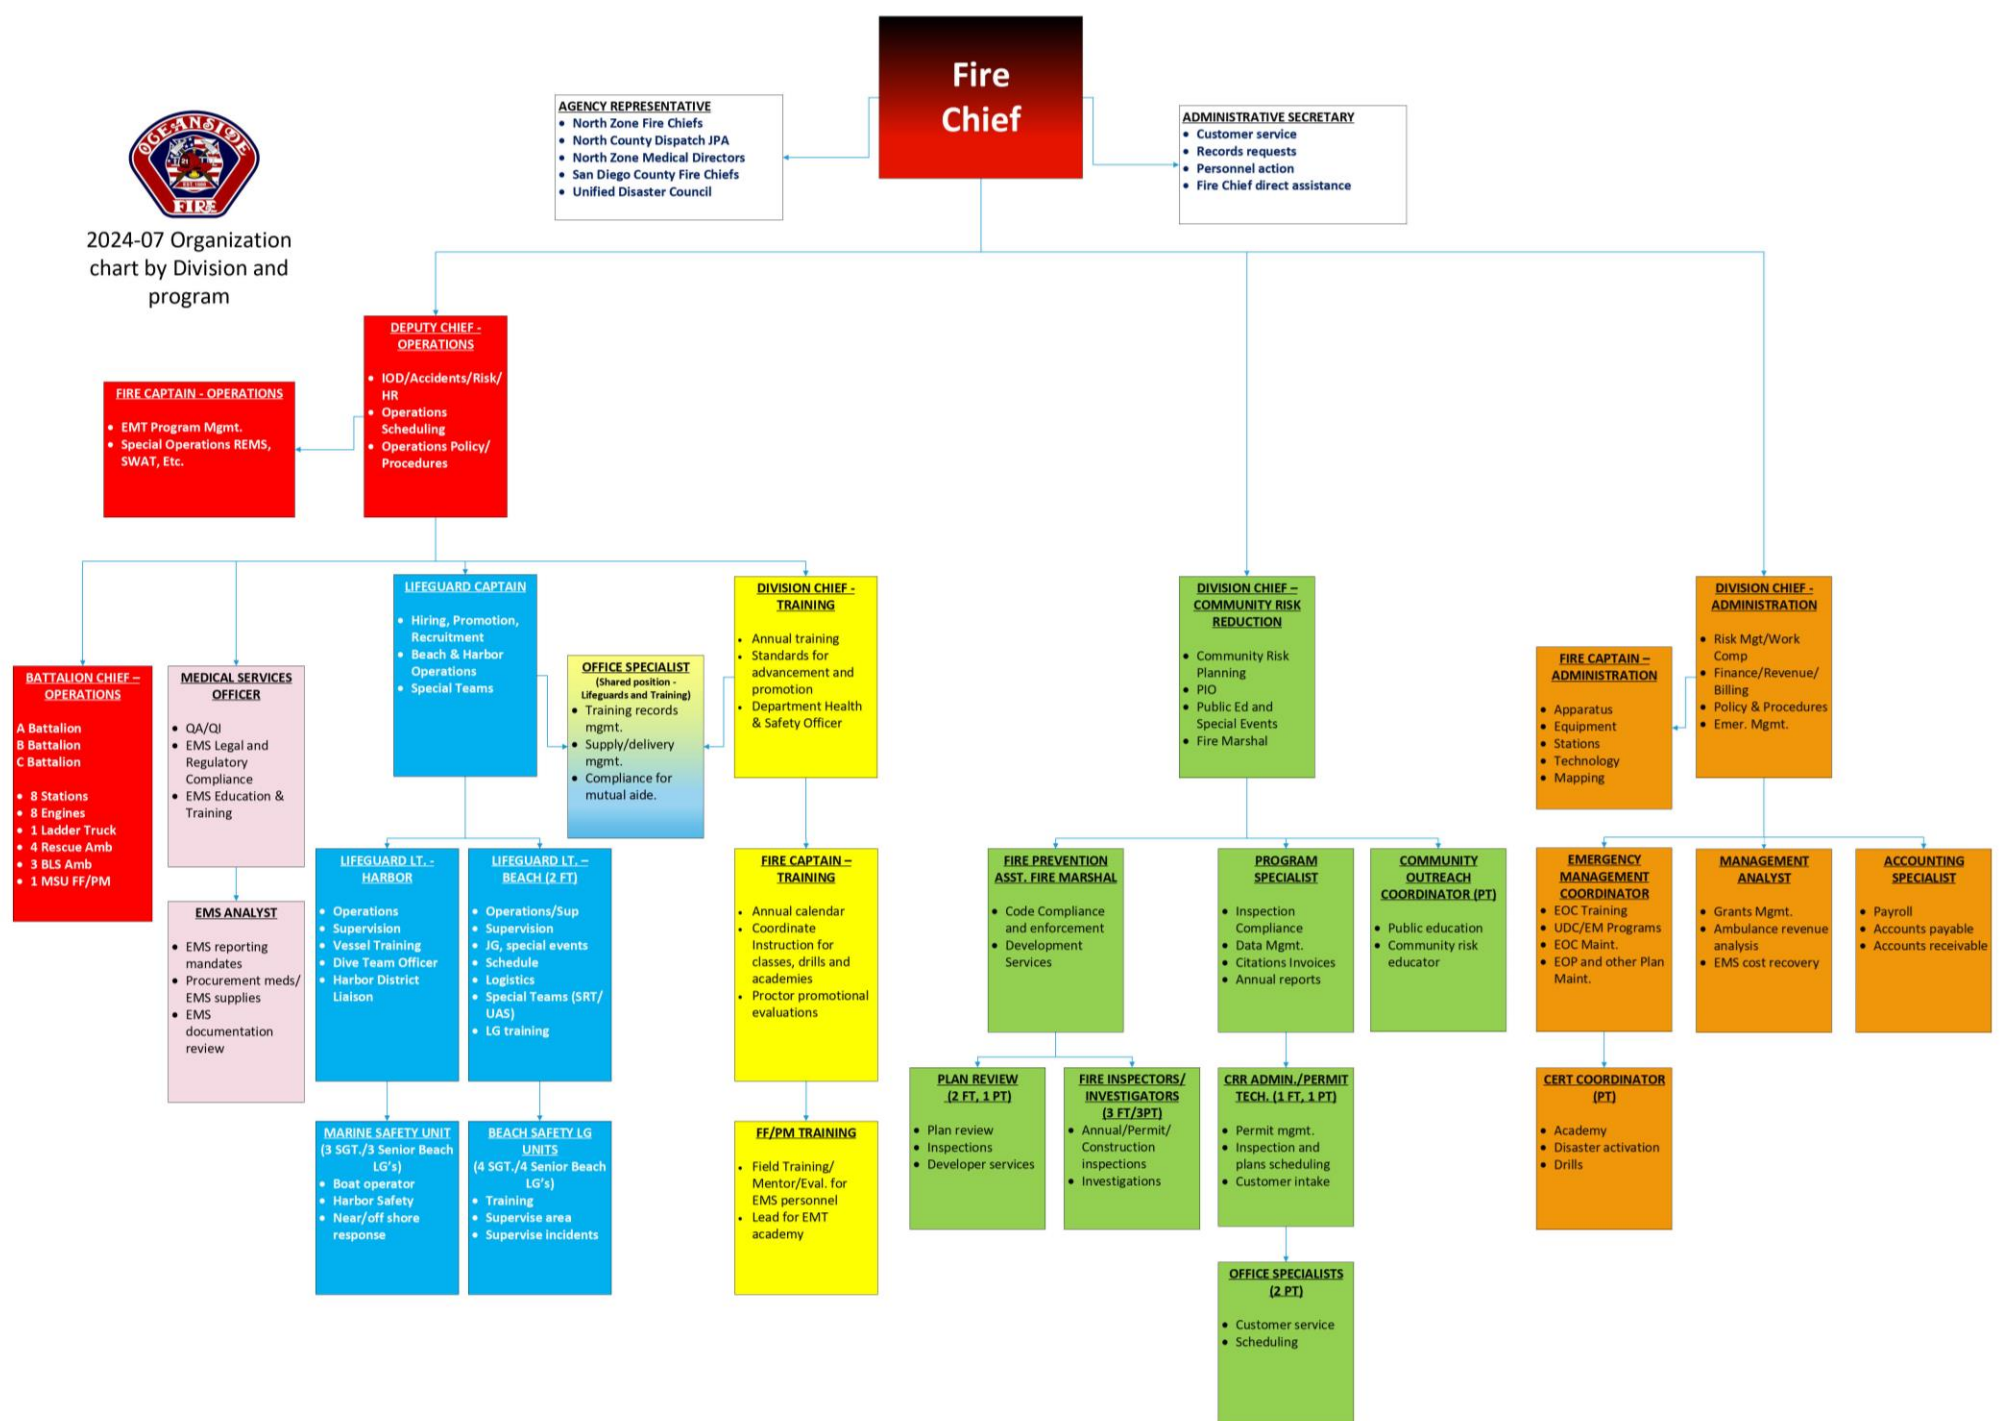 Fire
Chief
AGENCY REPRESENTATIVE
• North Zone Fire Chiefs
• North County Dispatch JPA
• North Zone Medical Directors
• San Diego County Fire Chiefs
• Unified Disaster Council
ADMINISTRATIVE SECRETARY
• Customer service
• Records requests
• Personnel action
• Fire Chief direct assistance
OCEANSIDE
FIRE
2024-07 Organization
chart by Division and
program
DEPUTY CHIEF -
OPERATIONS
• IOD/Accidents/Risk/
HR
• Operations
Scheduling
• Operations Policy/
Procedures
FIRE CAPTAIN - OPERATIONS
• EMT Program Mgmt.
• Special Operations REMS,
SWAT, Etc.
BATTALION CHIEF –
OPERATIONS
A Battalion
B Battalion
C Battalion
• 8 Stations
• 8 Engines
• 1 Ladder Truck
• 4 Rescue Amb
• 3 BLS Amb
• 1 MSU FF/PM
MEDICAL SERVICES
OFFICER
• QA/QI
• EMS Legal and
Regulatory
Compliance
• EMS Education &
Training
EMS ANALYST
• EMS reporting
mandates
• Procurement meds/
EMS supplies
• EMS
documentation
review
LIFEGUARD CAPTAIN
• Hiring, Promotion,
Recruitment
• Beach & Harbor
Operations
• Special Teams
OFFICE SPECIALIST
(Shared position -
Lifeguards and Training)
• Training records
mgmt.
• Supply/delivery
mgmt.
• Compliance for
mutual aide.
DIVISION CHIEF -
TRAINING
• Annual training
• Standards for
advancement and
promotion
• Department Health
& Safety Officer
LIFEGUARD LT. -
HARBOR
• Operations
• Supervision
• Vessel Training
• Dive Team Officer
• Harbor District
Liaison
LIFEGUARD LT. –
BEACH (2 FT)
• Operations/Sup
• Supervision
• JG, special events
• Schedule
• Logistics
• Special Teams (SRT/
UAS)
• LG training
FIRE CAPTAIN –
TRAINING
• Annual calendar
• Coordinate
Instruction for
classes, drills and
academies
• Proctor promotional
evaluations
MARINE SAFETY UNIT
(3 SGT./3 Senior Beach
LG's)
• Boat operator
• Harbor Safety
• Near/off shore
response
BEACH SAFETY LG
UNITS
(4 SGT./4 Senior Beach
LG's)
• Training
• Supervise area
• Supervise incidents
FF/PM TRAINING
• Field Training/
Mentor/Eval. for
EMS personnel
• Lead for EMT
academy
DIVISION CHIEF –
COMMUNITY RISK
REDUCTION
• Community Risk
Planning
• PIO
• Public Ed and
Special Events
• Fire Marshal
FIRE PREVENTION
ASST. FIRE MARSHAL
• Code Compliance
and enforcement
• Development
Services
PROGRAM
SPECIALIST
• Inspection
Compliance
• Data Mgmt.
• Citations Invoices
• Annual reports
COMMUNITY
OUTREACH
COORDINATOR (PT)
• Public education
• Community risk
educator
PLAN REVIEW
(2 FT, 1 PT)
• Plan review
• Inspections
• Developer services
FIRE INSPECTORS/
INVESTIGATORS
(3 FT/3PT)
• Annual/Permit/
Construction
inspections
• Investigations
CRR ADMIN./PERMIT
TECH. (1 FT, 1 PT)
• Permit mgmt.
• Inspection and
plans scheduling
• Customer intake
OFFICE SPECIALISTS
(2 PT)
• Customer service
• Scheduling
DIVISION CHIEF -
ADMINISTRATION
• Risk Mgt/Work
Comp
• Finance/Revenue/
Billing
• Policy & Procedures
• Emer. Mgmt.
FIRE CAPTAIN –
ADMINISTRATION
• Apparatus
• Equipment
• Stations
• Technology
• Mapping
EMERGENCY
MANAGEMENT
COORDINATOR
• EOC Training
• UDC/EM Programs
• EOC Maint.
• EOP and other Plan
Maint.
MANAGEMENT
ANALYST
• Grants Mgmt.
• Ambulance revenue
analysis
• EMS cost recovery
ACCOUNTING
SPECIALIST
• Payroll
• Accounts payable
• Accounts receivable
CERT COORDINATOR
(PT)
• Academy
• Disaster activation
• Drills